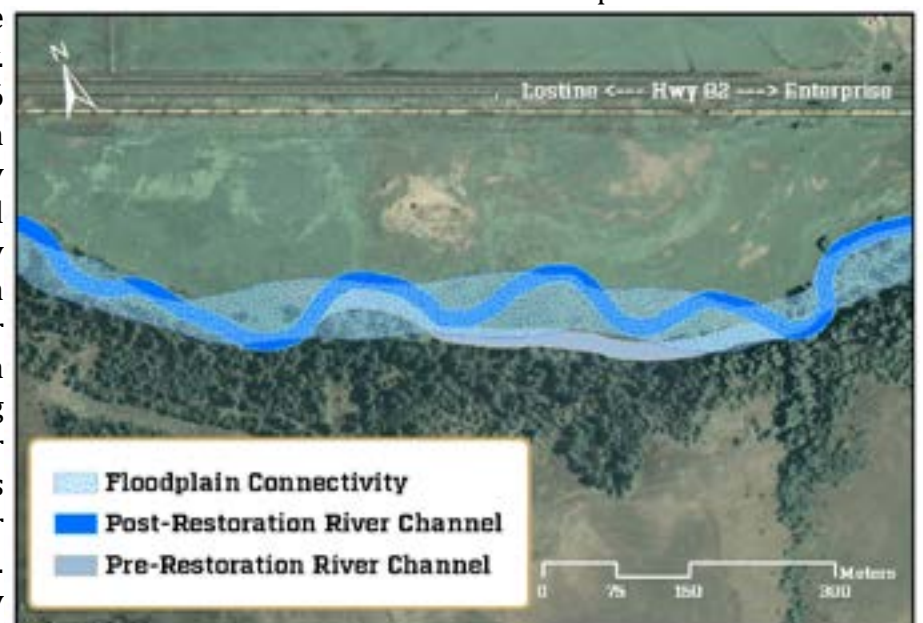 N
Lostine <--- Hwy 82 ---> Enterprise
Floodplain Connectivity
Post-Restoration River Channel
Pre-Restoration River Channel
Meters
0 75 150 300